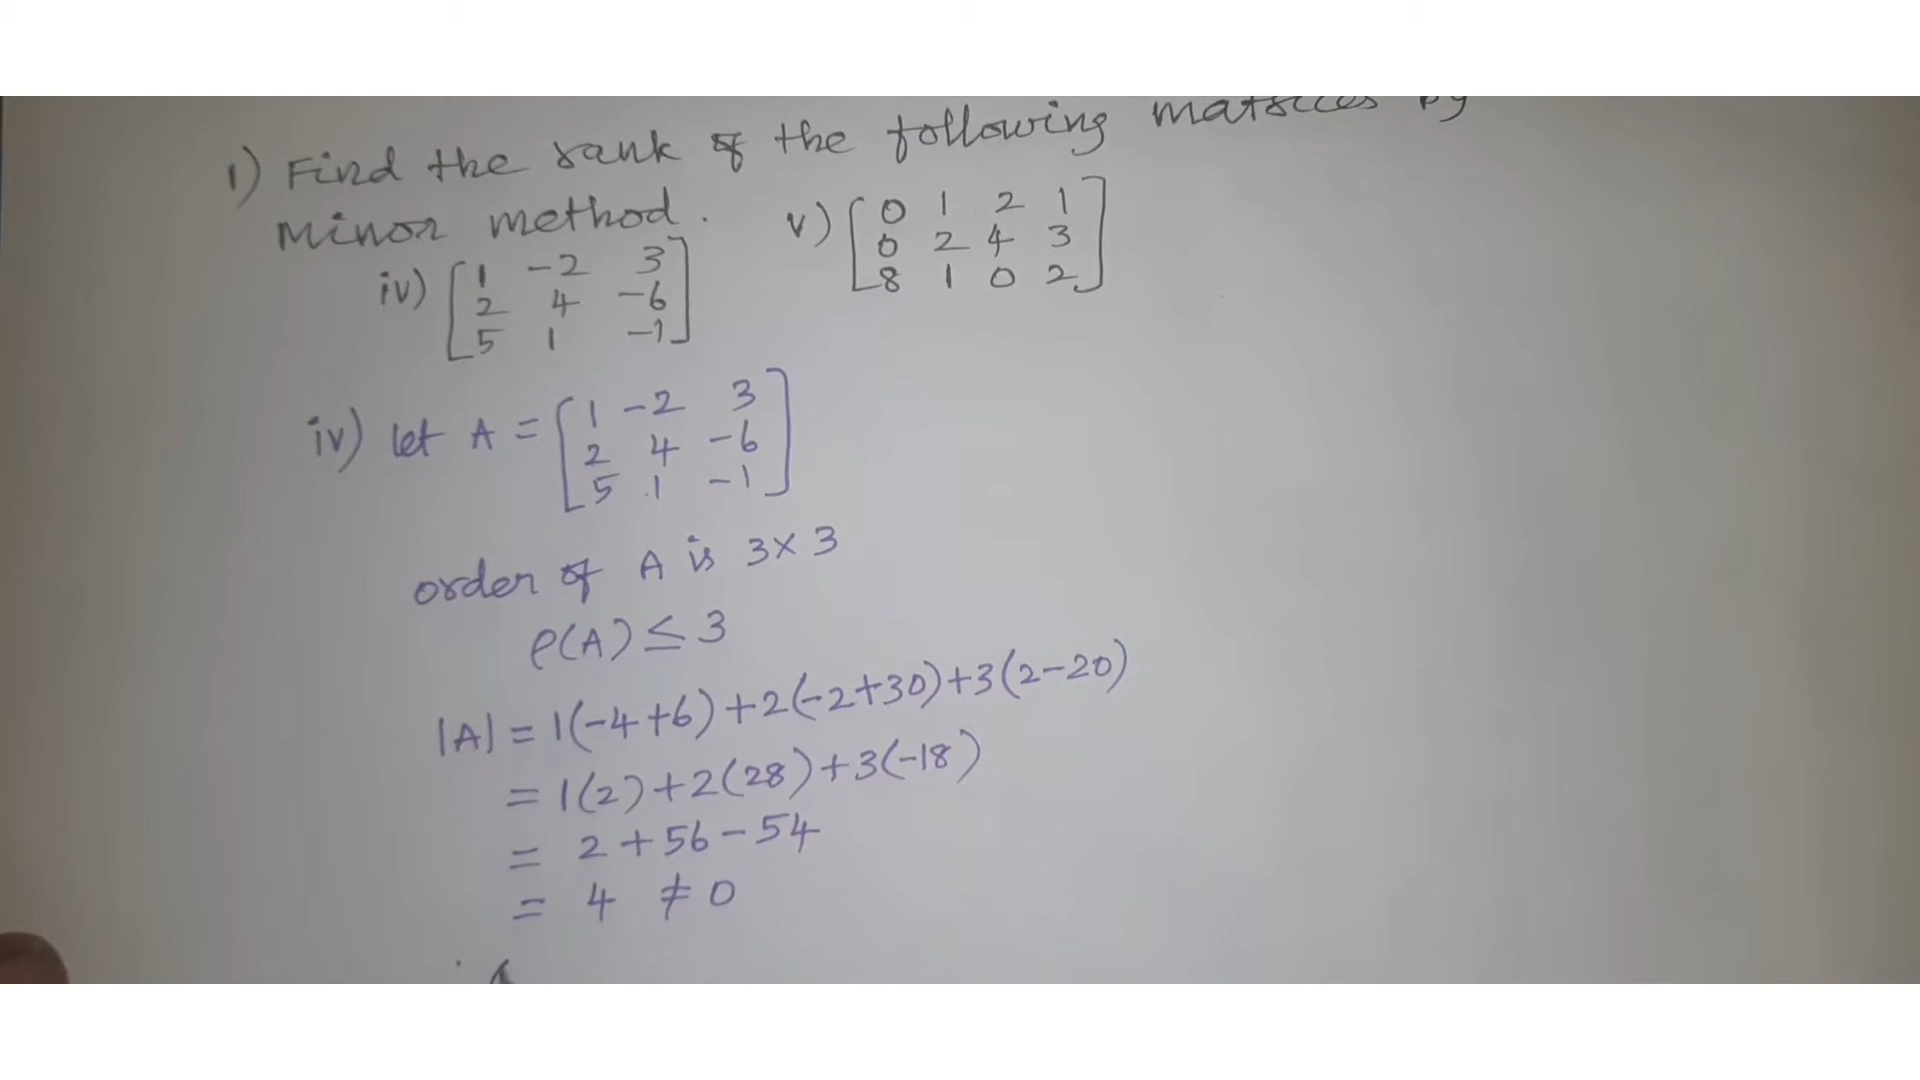 1) Find the rank of the following matrices by
Minor method.
iv) [1 -2 3
2 4 -6
5 1 -1]
v) [0 1 2 1
0 2 4 3
8 1 0 2]
iv) let A = [1 -2 3
2 4 -6
5 1 -1]
order of A is 3×3
ρ(A) ≤ 3
|A| = 1(-4+6)+2(-2+30)+3(2-20)
= 1(2)+2(28)+3(-18)
= 2+56-54
= 4 ≠ 0